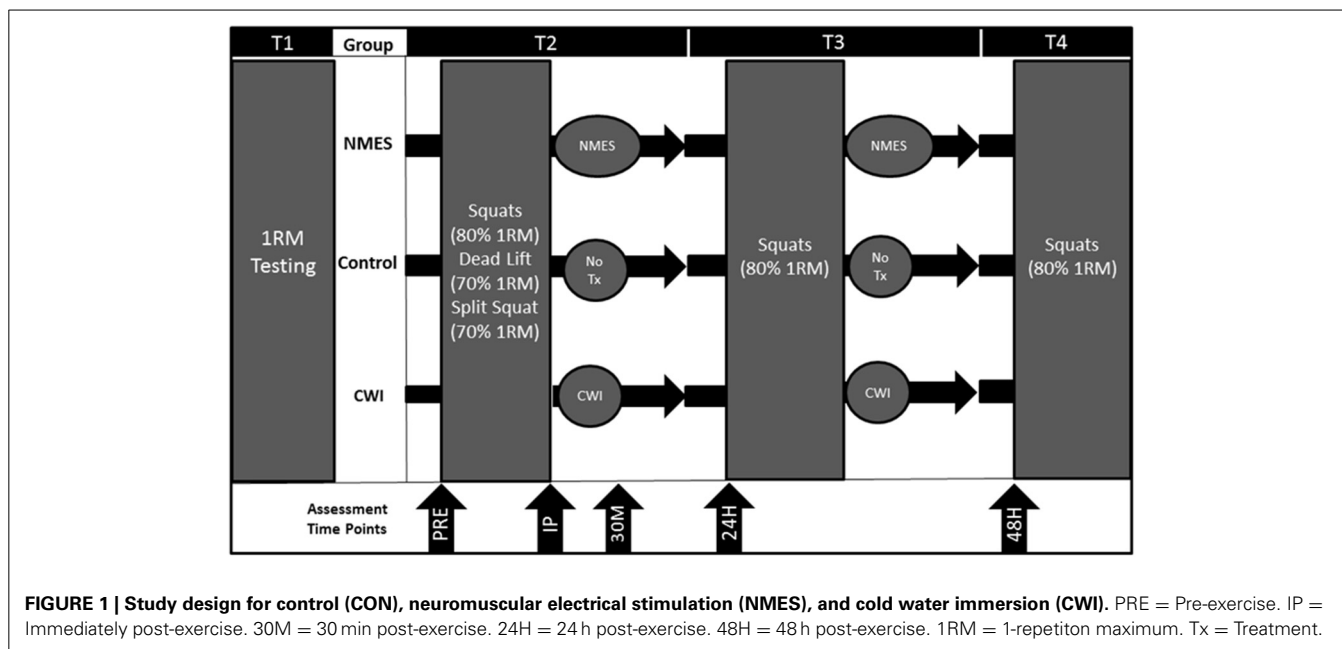 T1 Group T2 T3 T4
NMES
NMES
NMES
1RM
Testing
Control
Squats
(80% 1RM)
Dead Lift
(70% 1RM)
Split Squat
(70% 1RM)
No
Tx
Squats
(80% 1RM)
No
Tx
Squats
(80% 1RM)
CWI
CWI
CWI
Assessment
Time Points
PRE
IP
30M
24H
48H
FIGURE 1 | Study design for control (CON), neuromuscular electrical stimulation (NMES), and cold water immersion (CWI). PRE = Pre-exercise. IP =
Immediately post-exercise. 30M = 30 min post-exercise. 24H = 24 h post-exercise. 48H = 48 h post-exercise. 1RM = 1-repetiton maximum. Tx = Treatment.